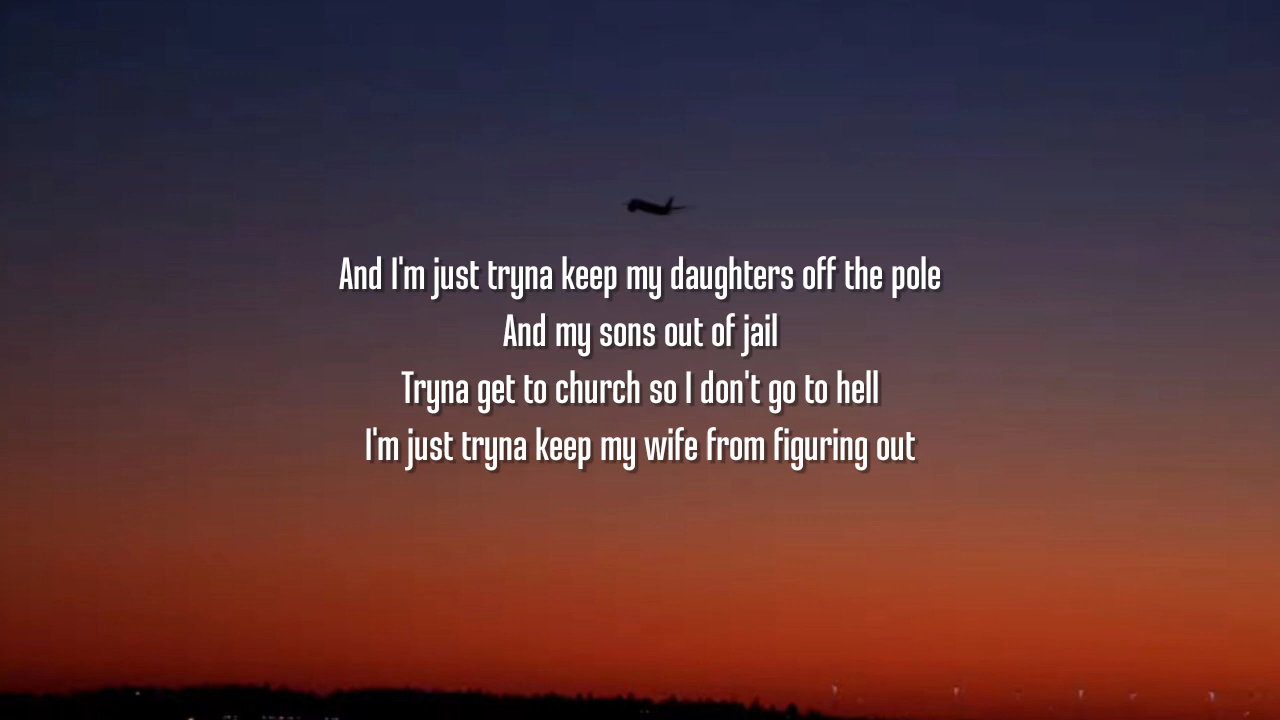 And I'm just tryna keep my daughters off the pole
And my sons out of jail
Tryna get to church so I don't go to hell
I'm just tryna keep my wife from figuring out